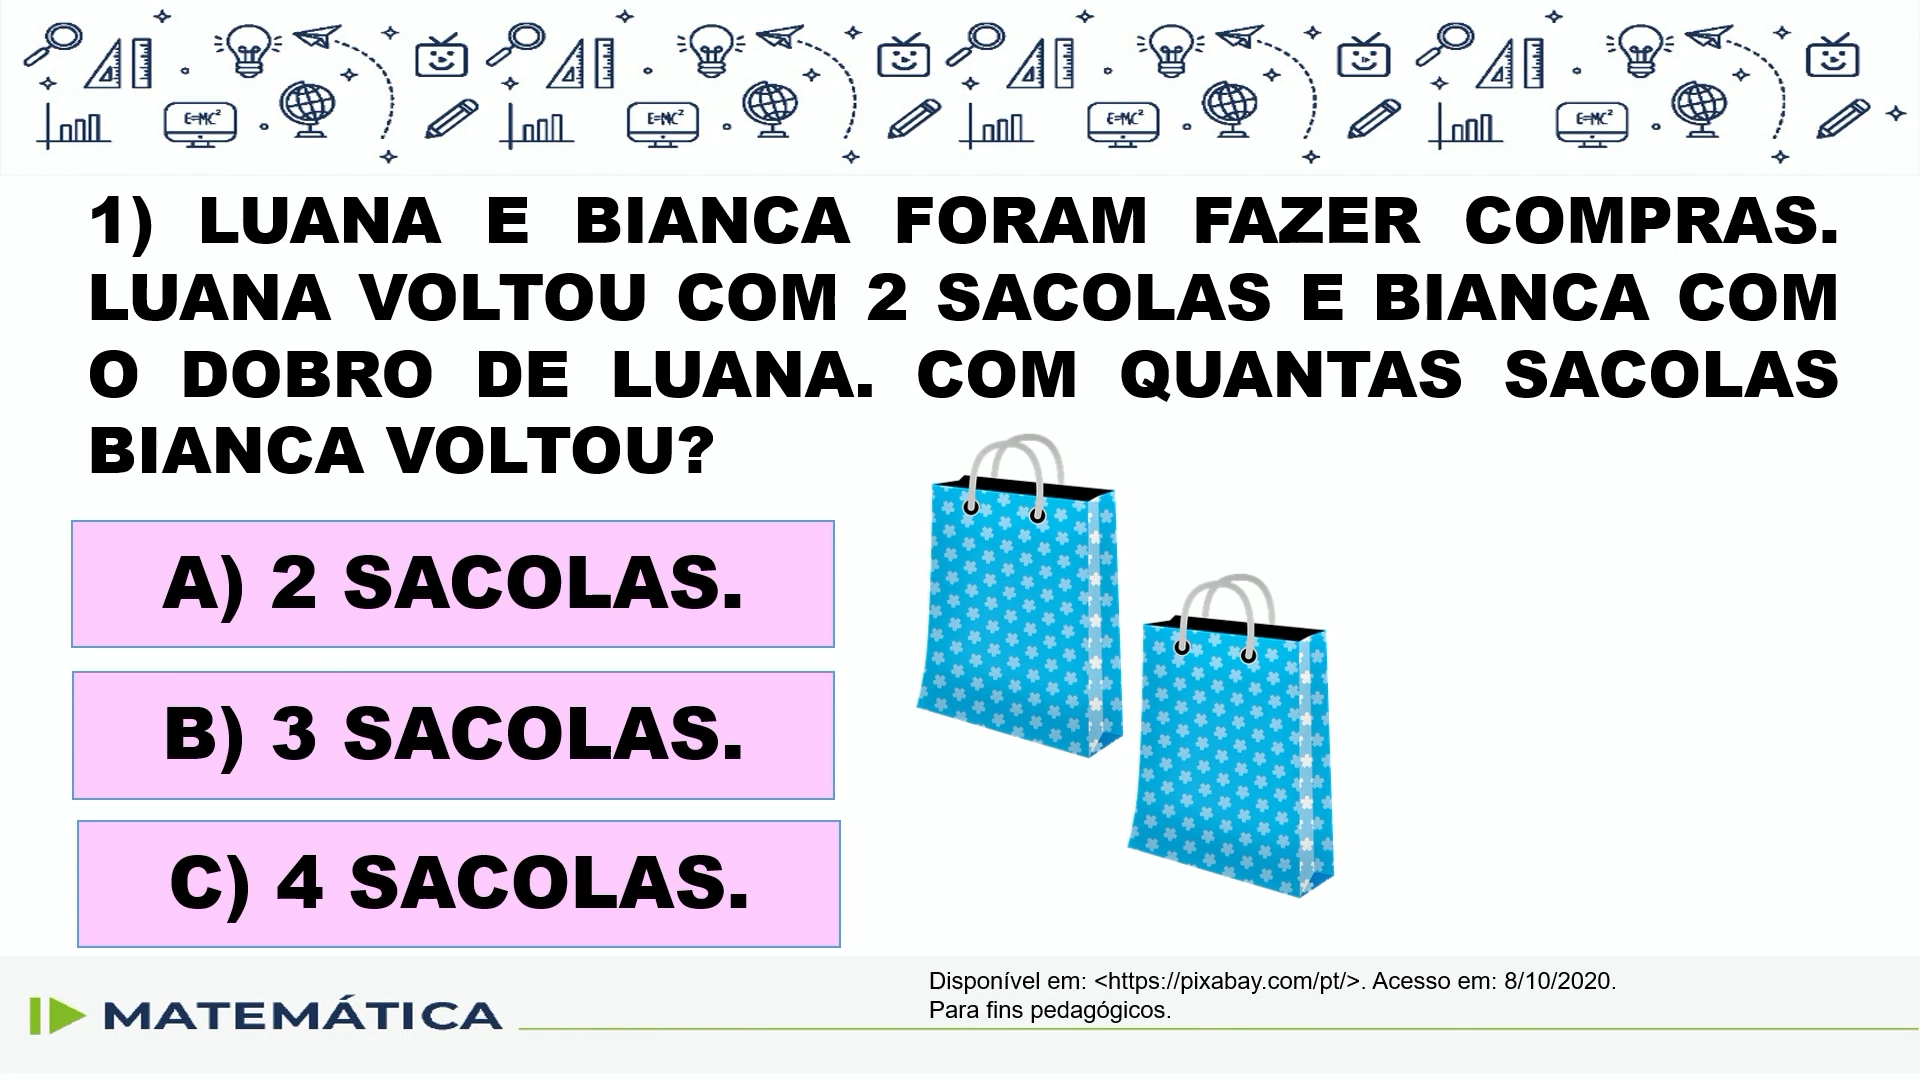 E=MC² E=MC² E=MC² E=MC²
1) LUANA E BIANCA FORAM FAZER COMPRAS.
LUANA VOLTOU COM 2 SACOLAS E BIANCA COM
O DOBRO DE LUANA. COM QUANTAS SACOLAS
BIANCA VOLTOU?
A) 2 SACOLAS.
B) 3 SACOLAS.
C) 4 SACOLAS.
MATEMÁTICA
Disponível em: <https://pixabay.com/pt/>. Acesso em: 8/10/2020.
Para fins pedagógicos.